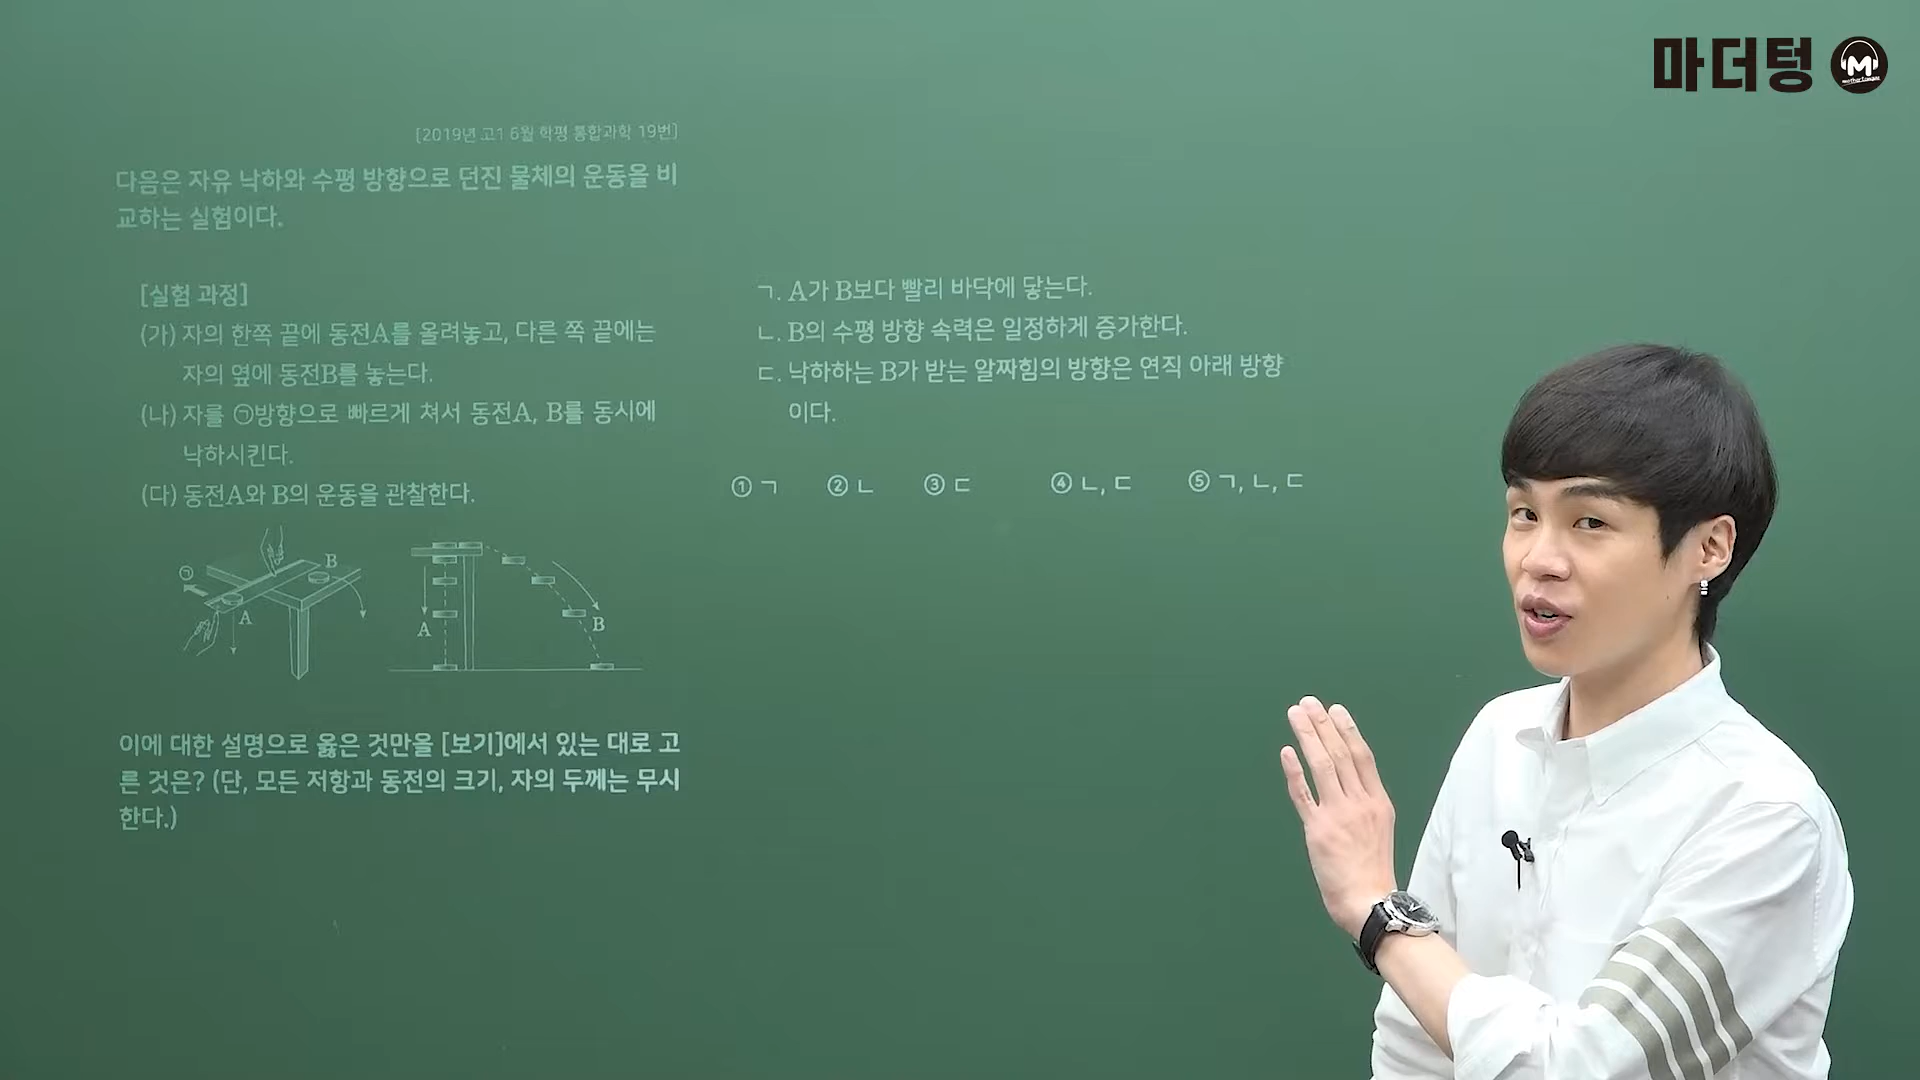 마더텅 M
[2019년 고1 6월 학평 통합과학 19번]
다음은 자유 낙하와 수평 방향으로 던진 물체의 운동을 비
교하는 실험이다.
[실험 과정]
(가) 자의 한쪽 끝에 동전A를 올려놓고, 다른 쪽 끝에는
자의 옆에 동전B를 놓는다.
(나) 자를 ㉠방향으로 빠르게 쳐서 동전A, B를 동시에
낙하시킨다.
(다) 동전A와 B의 운동을 관찰한다.
㉠ A B
A B
이에 대한 설명으로 옳은 것만을 [보기]에서 있는 대로 고
른 것은? (단, 모든 저항과 동전의 크기, 자의 두께는 무시
한다.)
ㄱ. A가 B보다 빨리 바닥에 닿는다.
ㄴ. B의 수평 방향 속력은 일정하게 증가한다.
ㄷ. 낙하하는 B가 받는 알짜힘의 방향은 연직 아래 방향
이다.
① ㄱ ② ㄴ ③ ㄷ ④ ㄴ, ㄷ ⑤ ㄱ, ㄴ, ㄷ